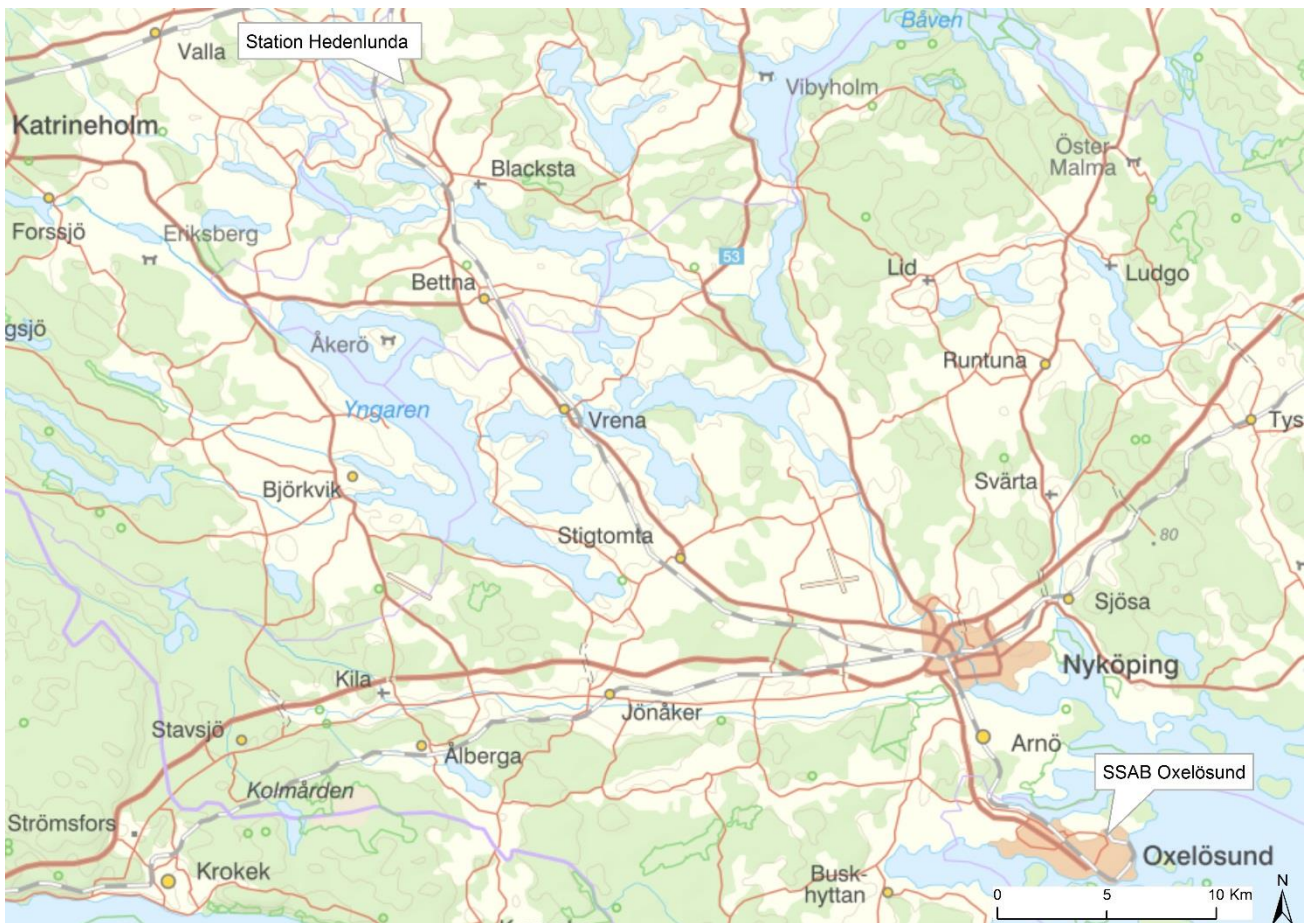 Båven
Valla
Station Hedenlunda
Vibyholm
Katrineholm
Öster
Malma
Blacksta
Forssjö
Eriksberg
53
Lid
Ludgo
Bettna
gsjö
Åkerö
Runtuna
Yngaren
Vrena
Tys
Björkvik
Svärta
Stigtomta
80
Sjösa
Nyköping
Kila
Jönåker
Stavsjö
Ålberga
Arnö
SSAB Oxelösund
Kolmården
Strömsfors
Oxelösund
Krokek
Busk-
hyttan
0 5 10 Km
N